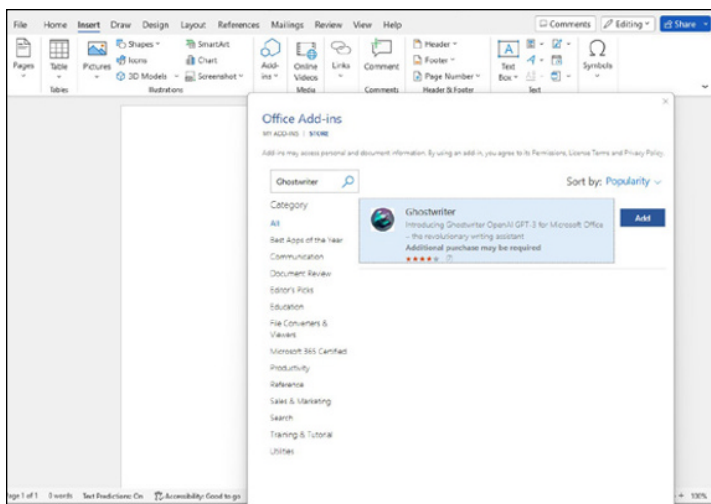 File Home Insert Draw Design Layout References Mailings Review View Help Comments Editing Share
Pages Table Pictures Shapes Icons 3D Models SmartArt Chart Screenshot Add-ins Online Videos Links Comment Header Footer Page Number Text Box Symbols
Tables Illustrations Media Comments Header & Footer Text
Office Add-ins
MY ADD-INS | STORE
Add-ins may access personal and document information. By using an add-in, you agree to its Permissions, License Terms and Privacy Policy.
Ghostwriter
Sort by: Popularity
Category
All
Best Apps of the Year
Communication
Document Review
Editor's Picks
Education
File Converters &
Viewers
Microsoft 365 Certified
Productivity
Reference
Sales & Marketing
Search
Training & Tutorial
Utilities
Ghostwriter
Introducing Ghostwriter OpenAI GPT-3 for Microsoft Office
– the revolutionary writing assistant
Additional purchase may be required
Add
Page 1 of 1 0 words Text Predictions: On Accessibility: Good to go 100%